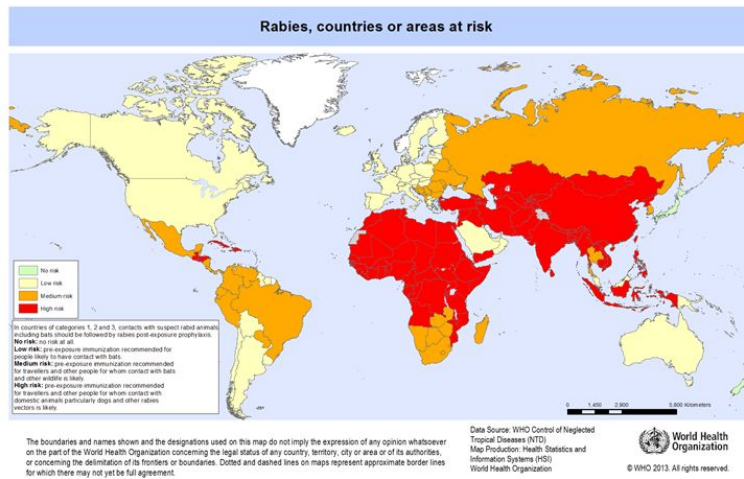 Rabies, countries or areas at risk
No risk
Low risk
Medium risk
High risk
In countries of categories 1, 2 and 3, contacts with suspect rabid animals
including bats should be followed by rabies post-exposure prophylaxis.
No risk: no risk at all.
Low risk: pre-exposure immunization recommended for
people likely to have contact with bats.
Medium risk: pre-exposure immunization recommended
for travellers and other people for whom contact with bats
and other wildlife is likely.
High risk: pre-exposure immunization recommended
for travellers and other people for whom contact with
domestic animals particularly dogs and other rabies
vectors is likely.
0 1,450 2,900 5,800 Kilometers
The boundaries and names shown and the designations used on this map do not imply the expression of any opinion whatsoever
on the part of the World Health Organization concerning the legal status of any country, territory, city or area or of its authorities,
or concerning the delimitation of its frontiers or boundaries. Dotted and dashed lines on maps represent approximate border lines
for which there may not yet be full agreement.
Data Source: WHO Control of Neglected
Tropical Diseases (NTD)
Map Production: Health Statistics and
Information Systems (HSI)
World Health Organization
World Health
Organization
© WHO 2013. All rights reserved.